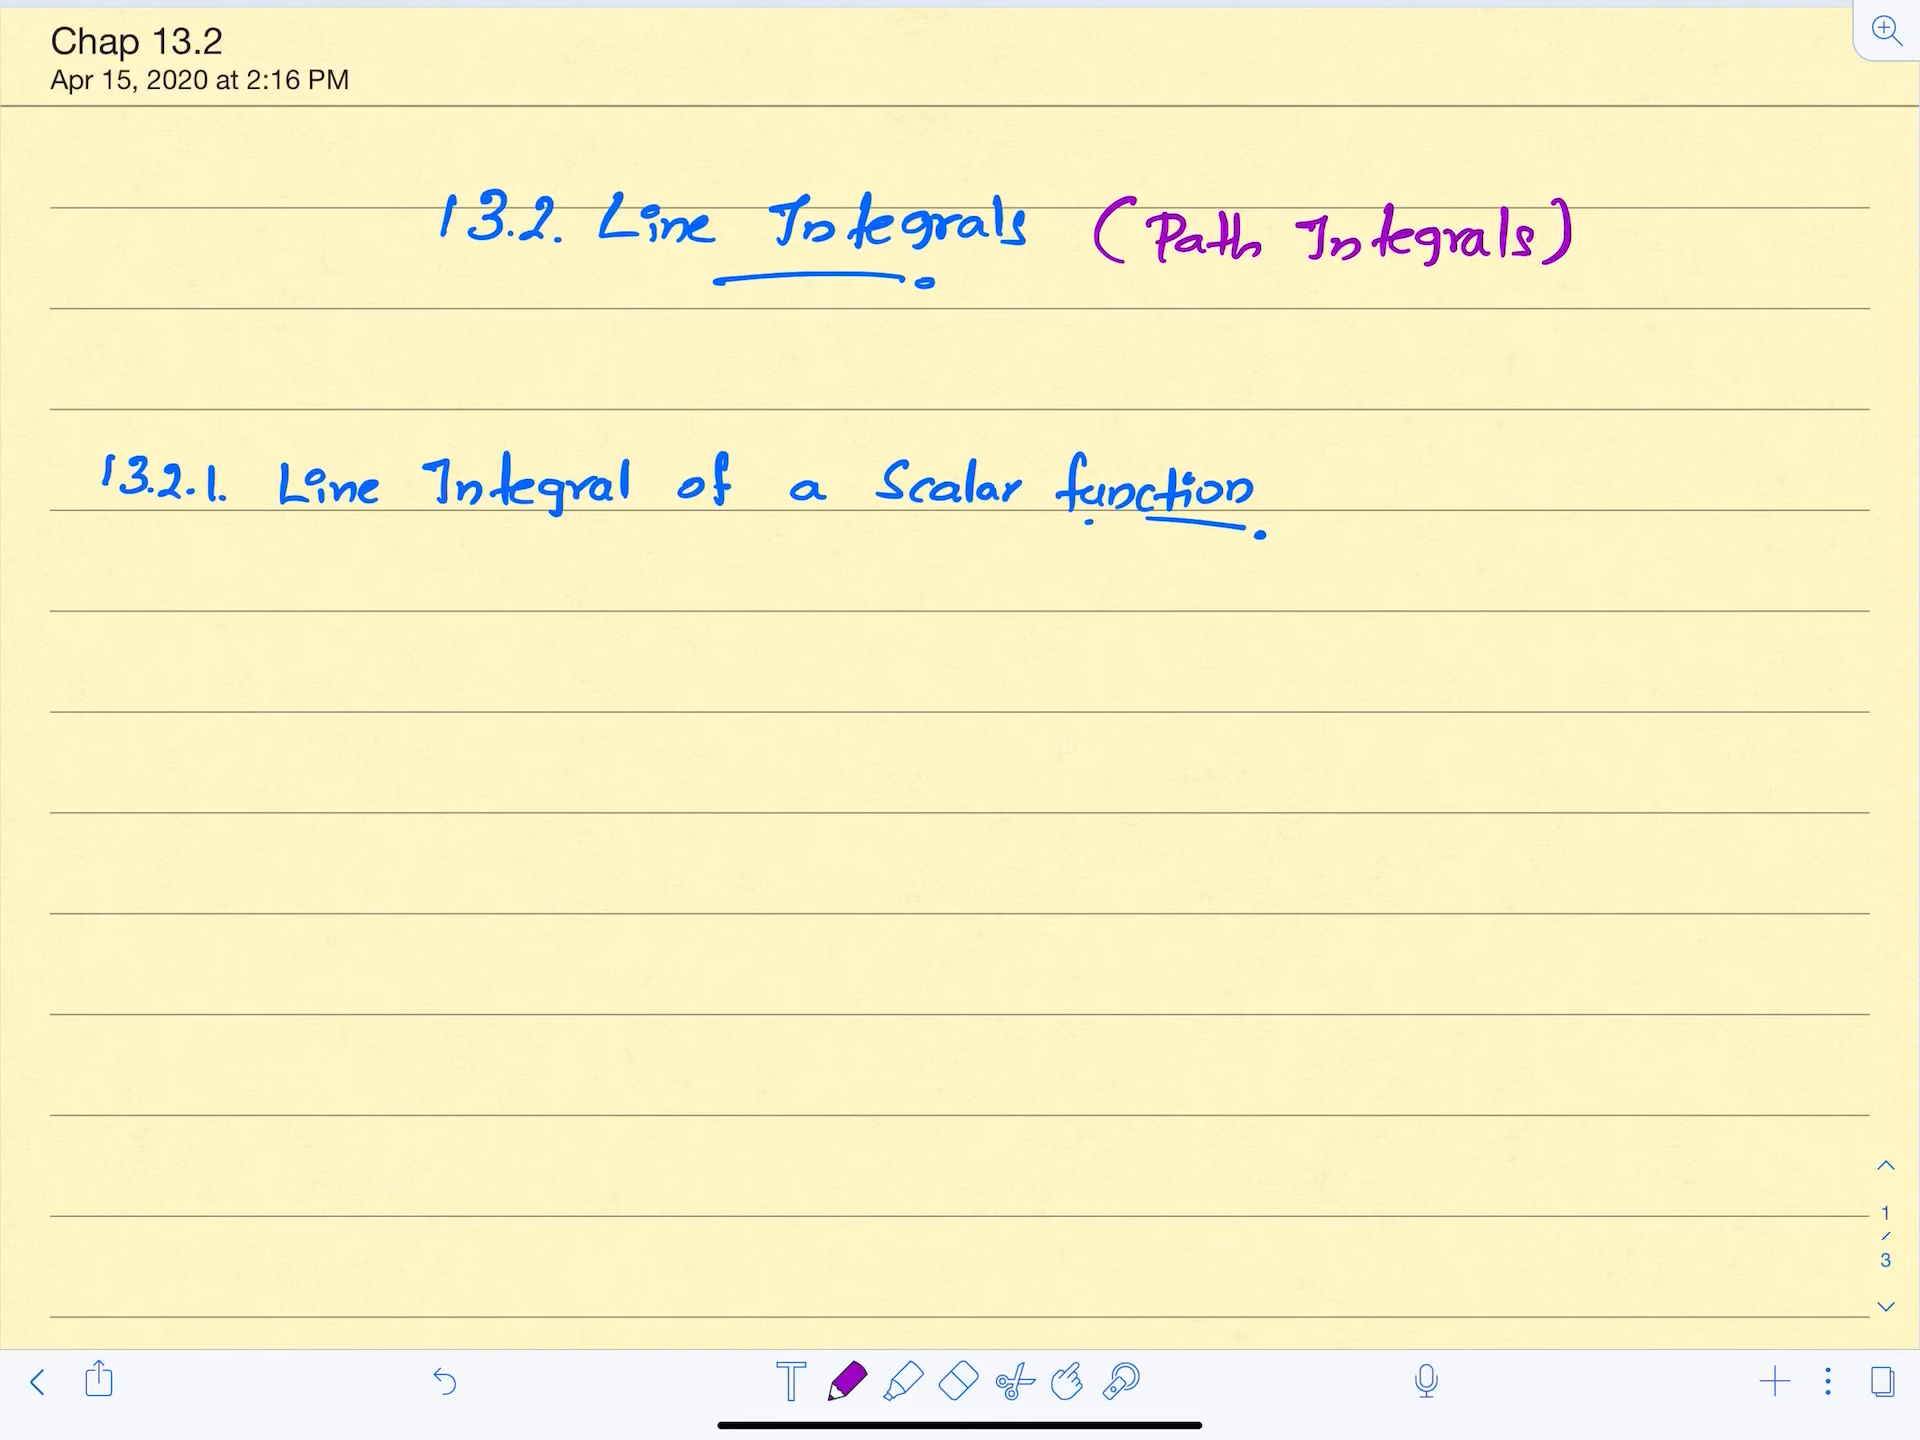 Chap 13.2
Apr 15, 2020 at 2:16 PM
13.2. Line Integrals (Path Integrals)
13.2.1. Line Integral of a Scalar function.
1
/
3
T